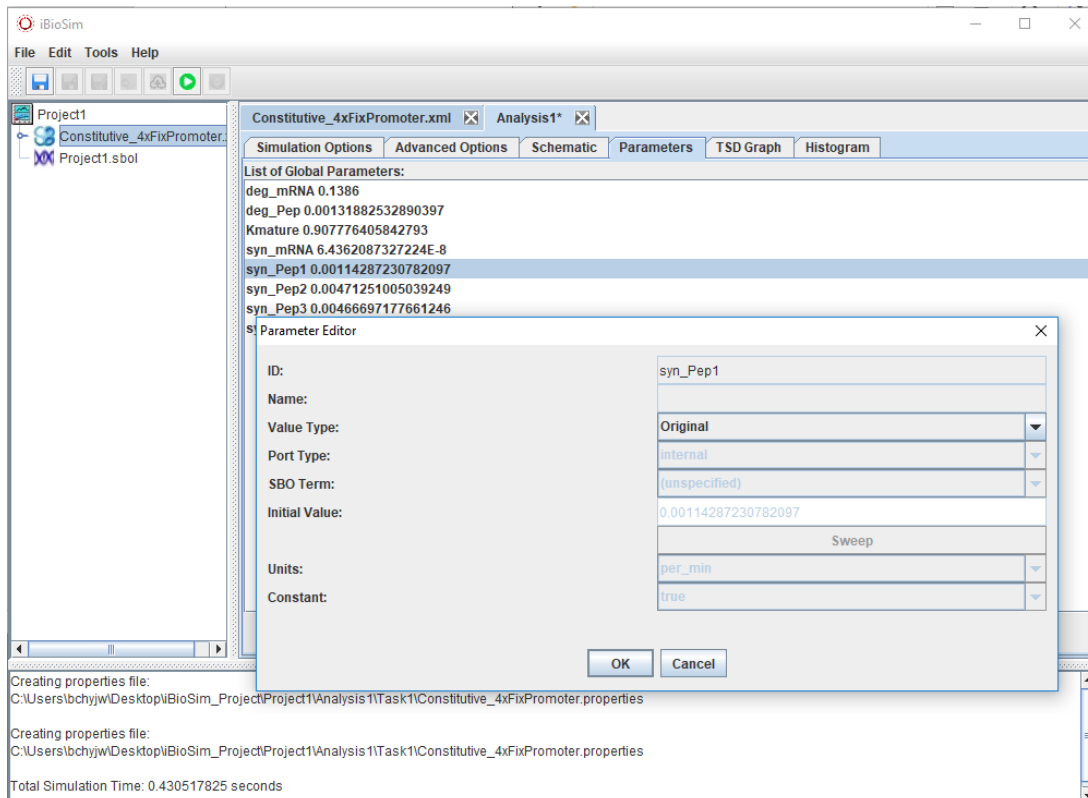 iBioSim
File Edit Tools Help
Project1
Constitutive_4xFixPromoter.
Project1.sbol
Constitutive_4xFixPromoter.xml Analysis1*
Simulation Options Advanced Options Schematic Parameters TSD Graph Histogram
List of Global Parameters:
deg_mRNA 0.1386
deg_Pep 0.00131882532890397
Kmature 0.907776405842793
syn_mRNA 6.4362087327224E-8
syn_Pep1 0.00114287230782097
syn_Pep2 0.00471251005039249
syn_Pep3 0.00466697177661246
Parameter Editor
ID: syn_Pep1
Name:
Value Type: Original
Port Type: internal
SBO Term: (unspecified)
Initial Value: 0.00114287230782097
Sweep
Units: per_min
Constant: true
OK Cancel
Creating properties file:
C:\Users\bchyjw\Desktop\iBioSim_Project\Project1\Analysis1\Task1\Constitutive_4xFixPromoter.properties
Creating properties file:
C:\Users\bchyjw\Desktop\iBioSim_Project\Project1\Analysis1\Task1\Constitutive_4xFixPromoter.properties
Total Simulation Time: 0.430517825 seconds